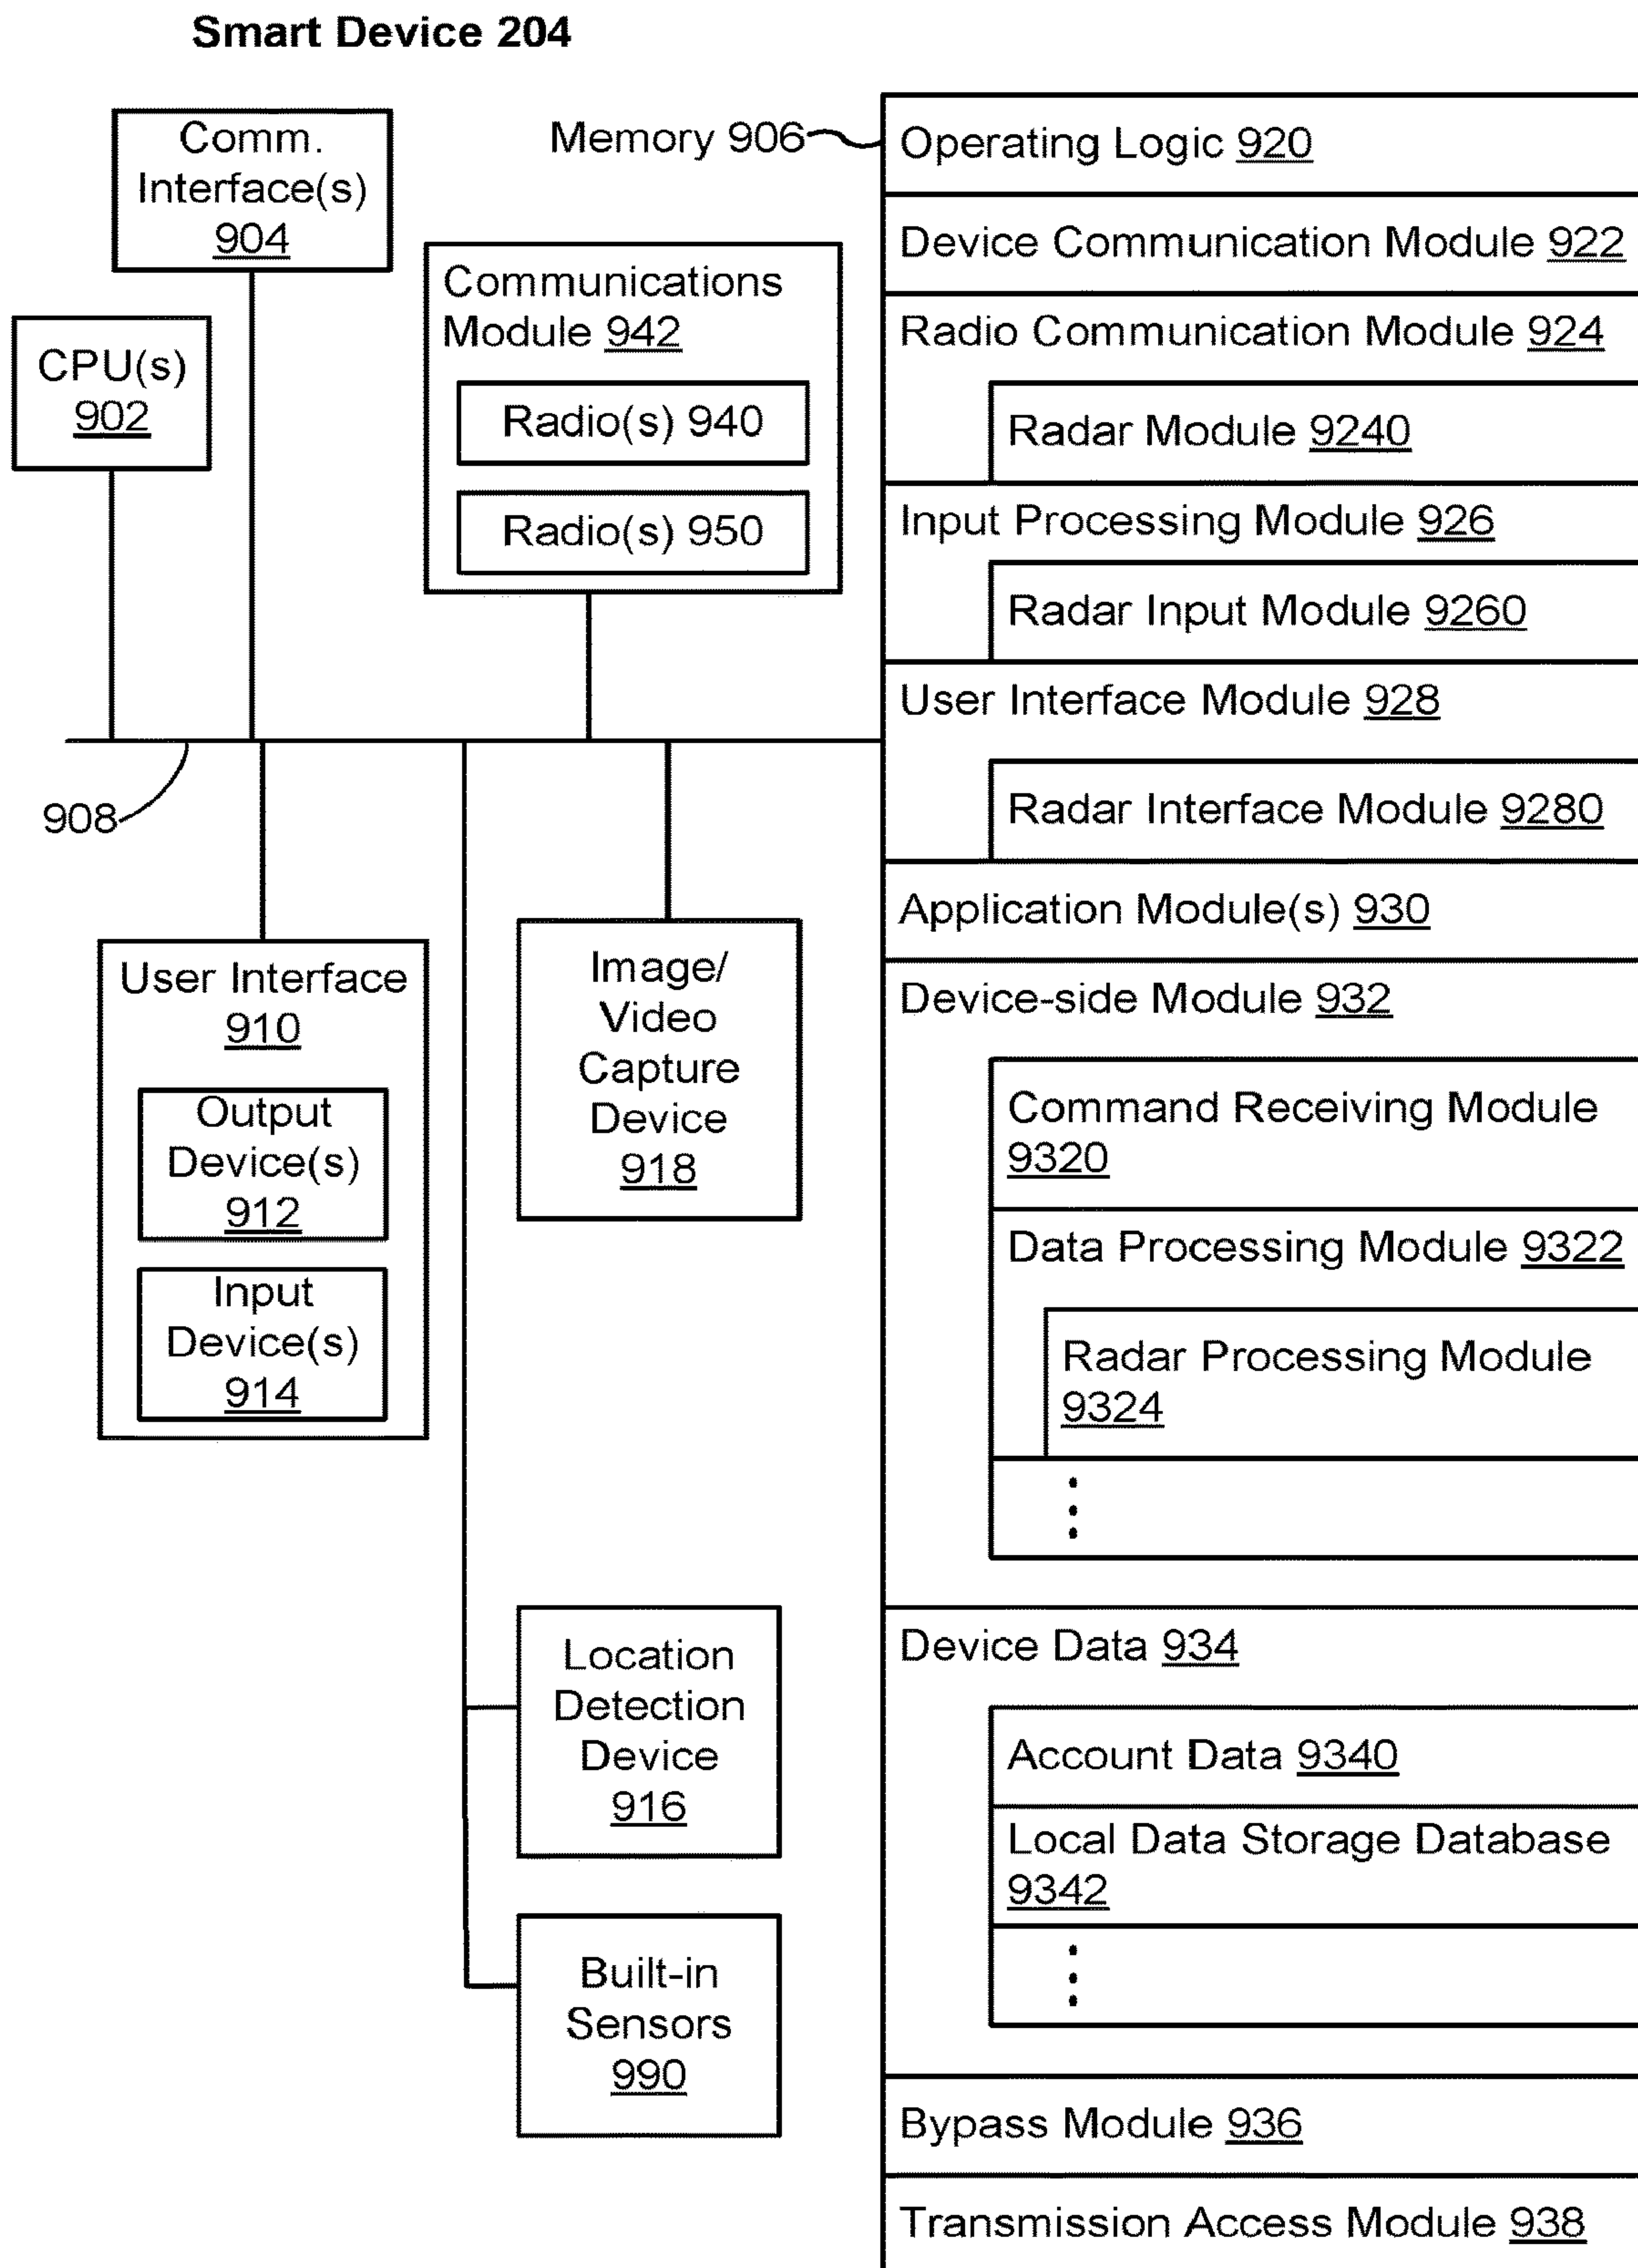 Smart Device 204
Comm.
Interface(s)
904
CPU(s)
902
Communications
Module 942
Radio(s) 940
Radio(s) 950
908
User Interface
910
Output
Device(s)
912
Input
Device(s)
914
Image/
Video
Capture
Device
918
Location
Detection
Device
916
Built-in
Sensors
990
Memory 906
Operating Logic 920
Device Communication Module 922
Radio Communication Module 924
Radar Module 9240
Input Processing Module 926
Radar Input Module 9260
User Interface Module 928
Radar Interface Module 9280
Application Module(s) 930
Device-side Module 932
Command Receiving Module
9320
Data Processing Module 9322
Radar Processing Module
9324
Device Data 934
Account Data 9340
Local Data Storage Database
9342
Bypass Module 936
Transmission Access Module 938